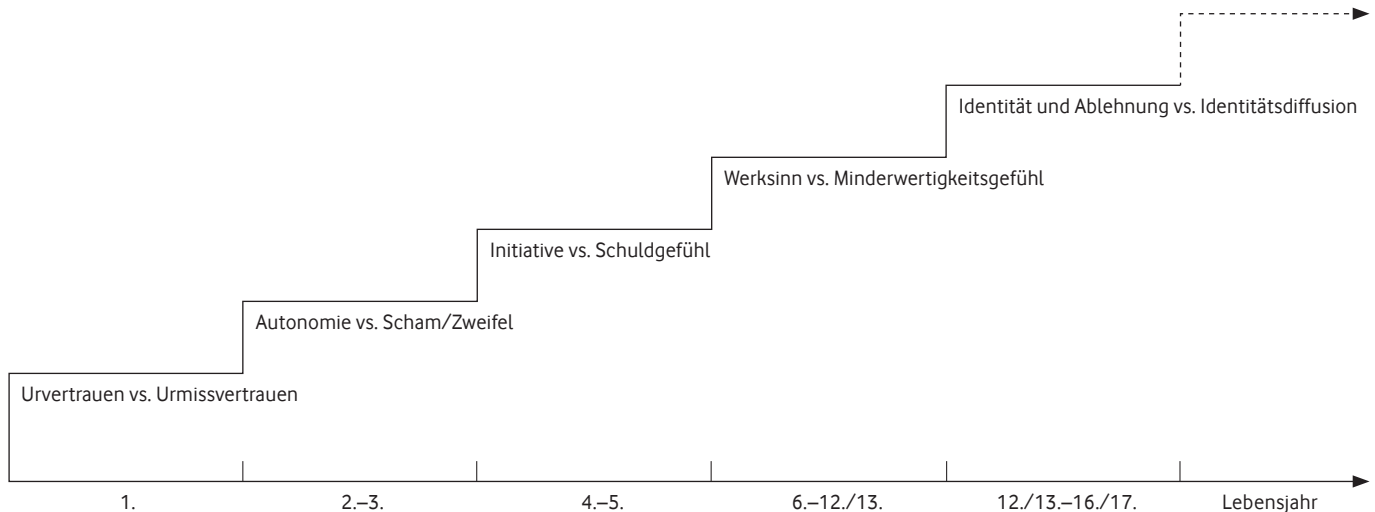 Identität und Ablehnung vs. Identitätsdiffusion
Werksinn vs. Minderwertigkeitsgefühl
Initiative vs. Schuldgefühl
Autonomie vs. Scham/Zweifel
Urvertrauen vs. Urmissvertrauen
1. 2.–3. 4.–5. 6.–12./13. 12./13.–16./17. Lebensjahr